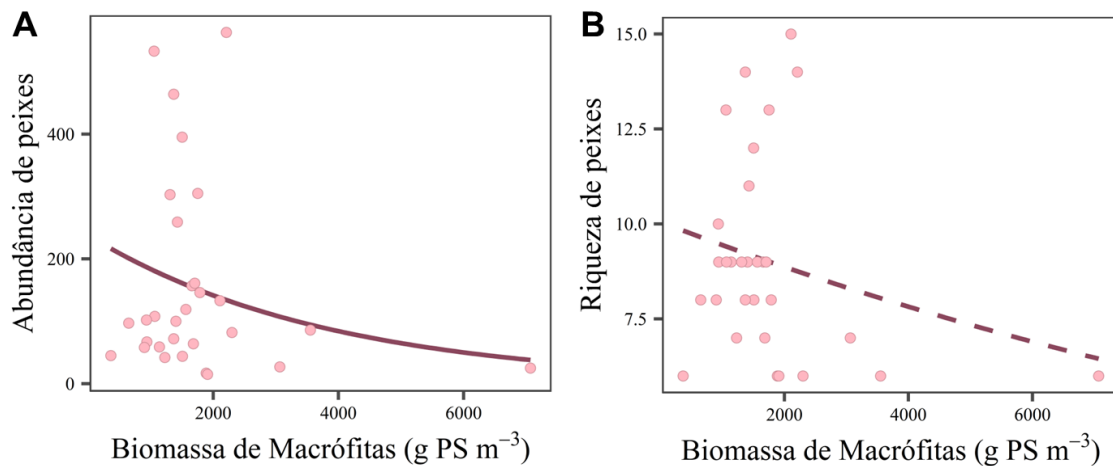 A
Abundância de peixes
400
200
0
2000
4000
6000
Biomassa de Macrófitas (g PS m⁻³)
B
Riqueza de peixes
15.0
12.5
10.0
7.5
2000
4000
6000
Biomassa de Macrófitas (g PS m⁻³)